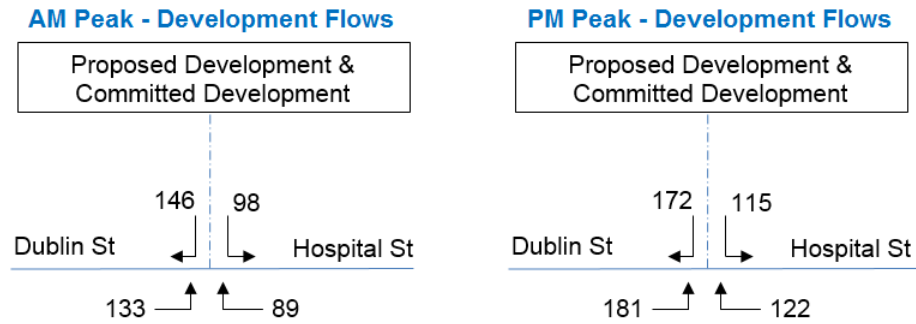 AM Peak - Development Flows
Proposed Development &
Committed Development
146 98
Dublin St Hospital St
133 89
PM Peak - Development Flows
Proposed Development &
Committed Development
172 115
Dublin St Hospital St
181 122